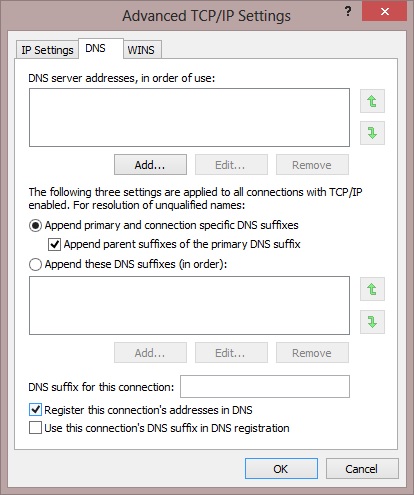 Advanced TCP/IP Settings ?
IP Settings DNS WINS
DNS server addresses, in order of use:
Add... Edit... Remove
The following three settings are applied to all connections with TCP/IP
enabled. For resolution of unqualified names:
Append primary and connection specific DNS suffixes
Append parent suffixes of the primary DNS suffix
Append these DNS suffixes (in order):
Add... Edit... Remove
DNS suffix for this connection:
Register this connection's addresses in DNS
Use this connection's DNS suffix in DNS registration
OK Cancel